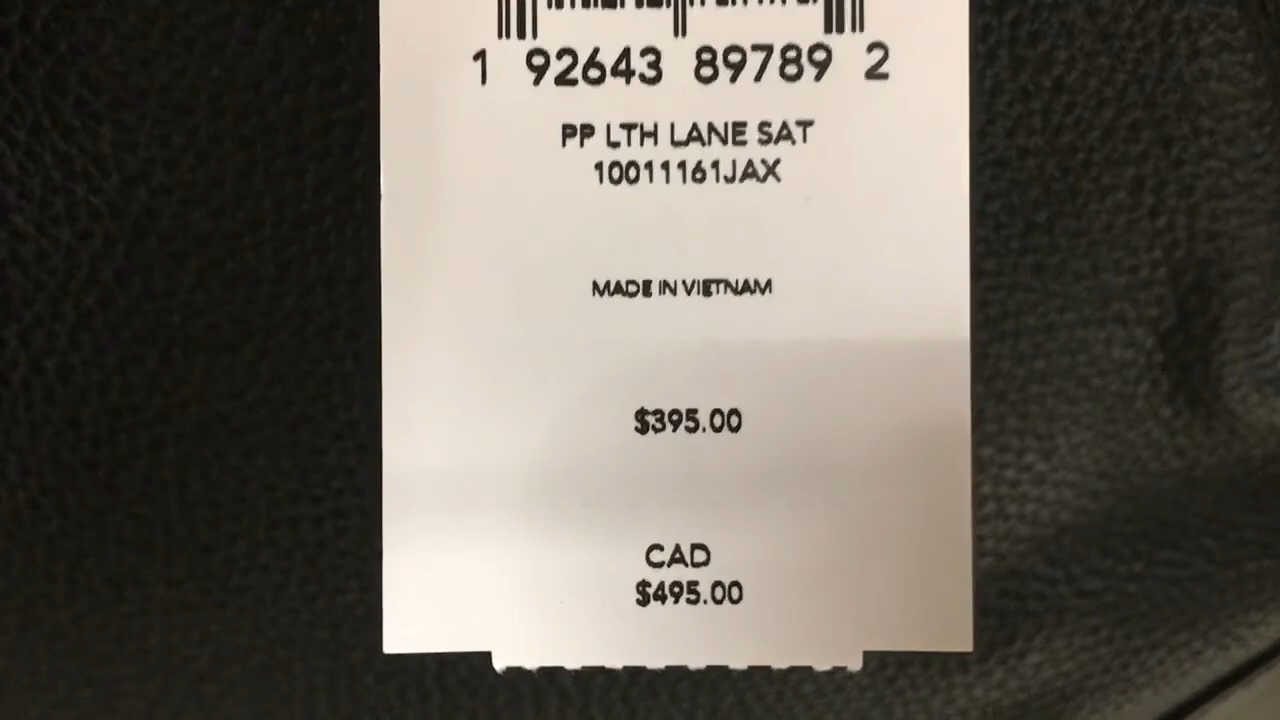 1 92643 89789 2
PP LTH LANE SAT
10011161JAX
MADE IN VIETNAM
$395.00
CAD
$495.00